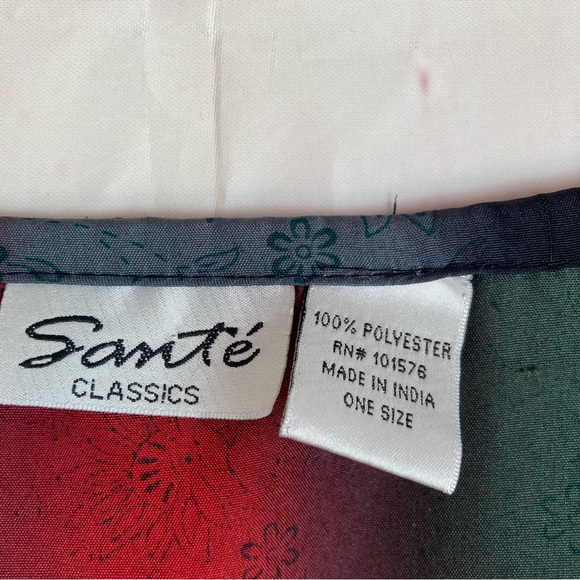 Santé
CLASSICS
100% POLYESTER
RN# 101576
MADE IN INDIA
ONE SIZE